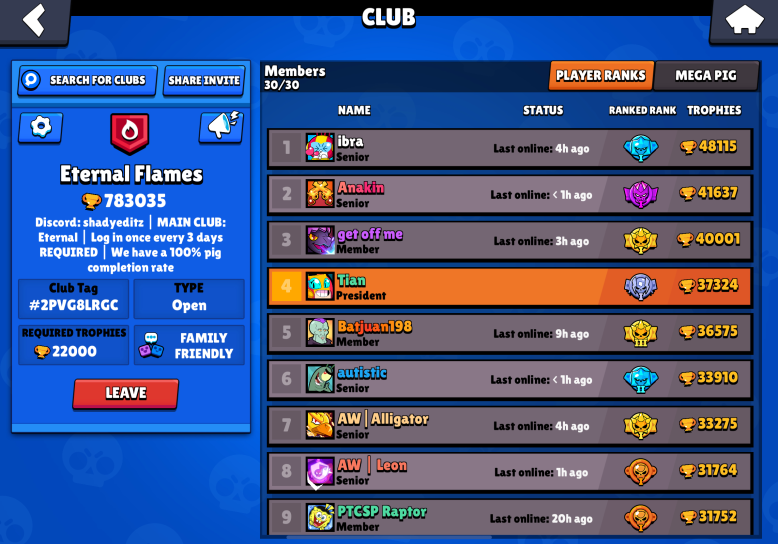 CLUB
SEARCH FOR CLUBS
SHARE INVITE
Eternal Flames
783035
Discord: shadyeditz | MAIN CLUB:
Eternal | Log in once every 3 days
REQUIRED | We have a 100% pig
completion rate
Club Tag
#2PVG8LRGC
TYPE
Open
REQUIRED TROPHIES
22000
FAMILY
FRIENDLY
LEAVE
Members
30/30
PLAYER RANKS
MEGA PIG
NAME STATUS RANKED RANK TROPHIES
1 ibra Last online: 4h ago 48115
Senior
2 Anakin Last online: < 1h ago 41637
Senior
3 get off me Last online: 3h ago 40001
Member
4 Tian 37324
President
5 Batjuan198 Last online: 9h ago III 36575
Member
6 autistic Last online: < 1h ago II 33910
Senior
7 AW | Alligator Last online: 4h ago 33275
Senior
8 AW | Leon Last online: 1h ago 31764
Senior
9 PTCSP Raptor Last online: 20h ago 31752
Member